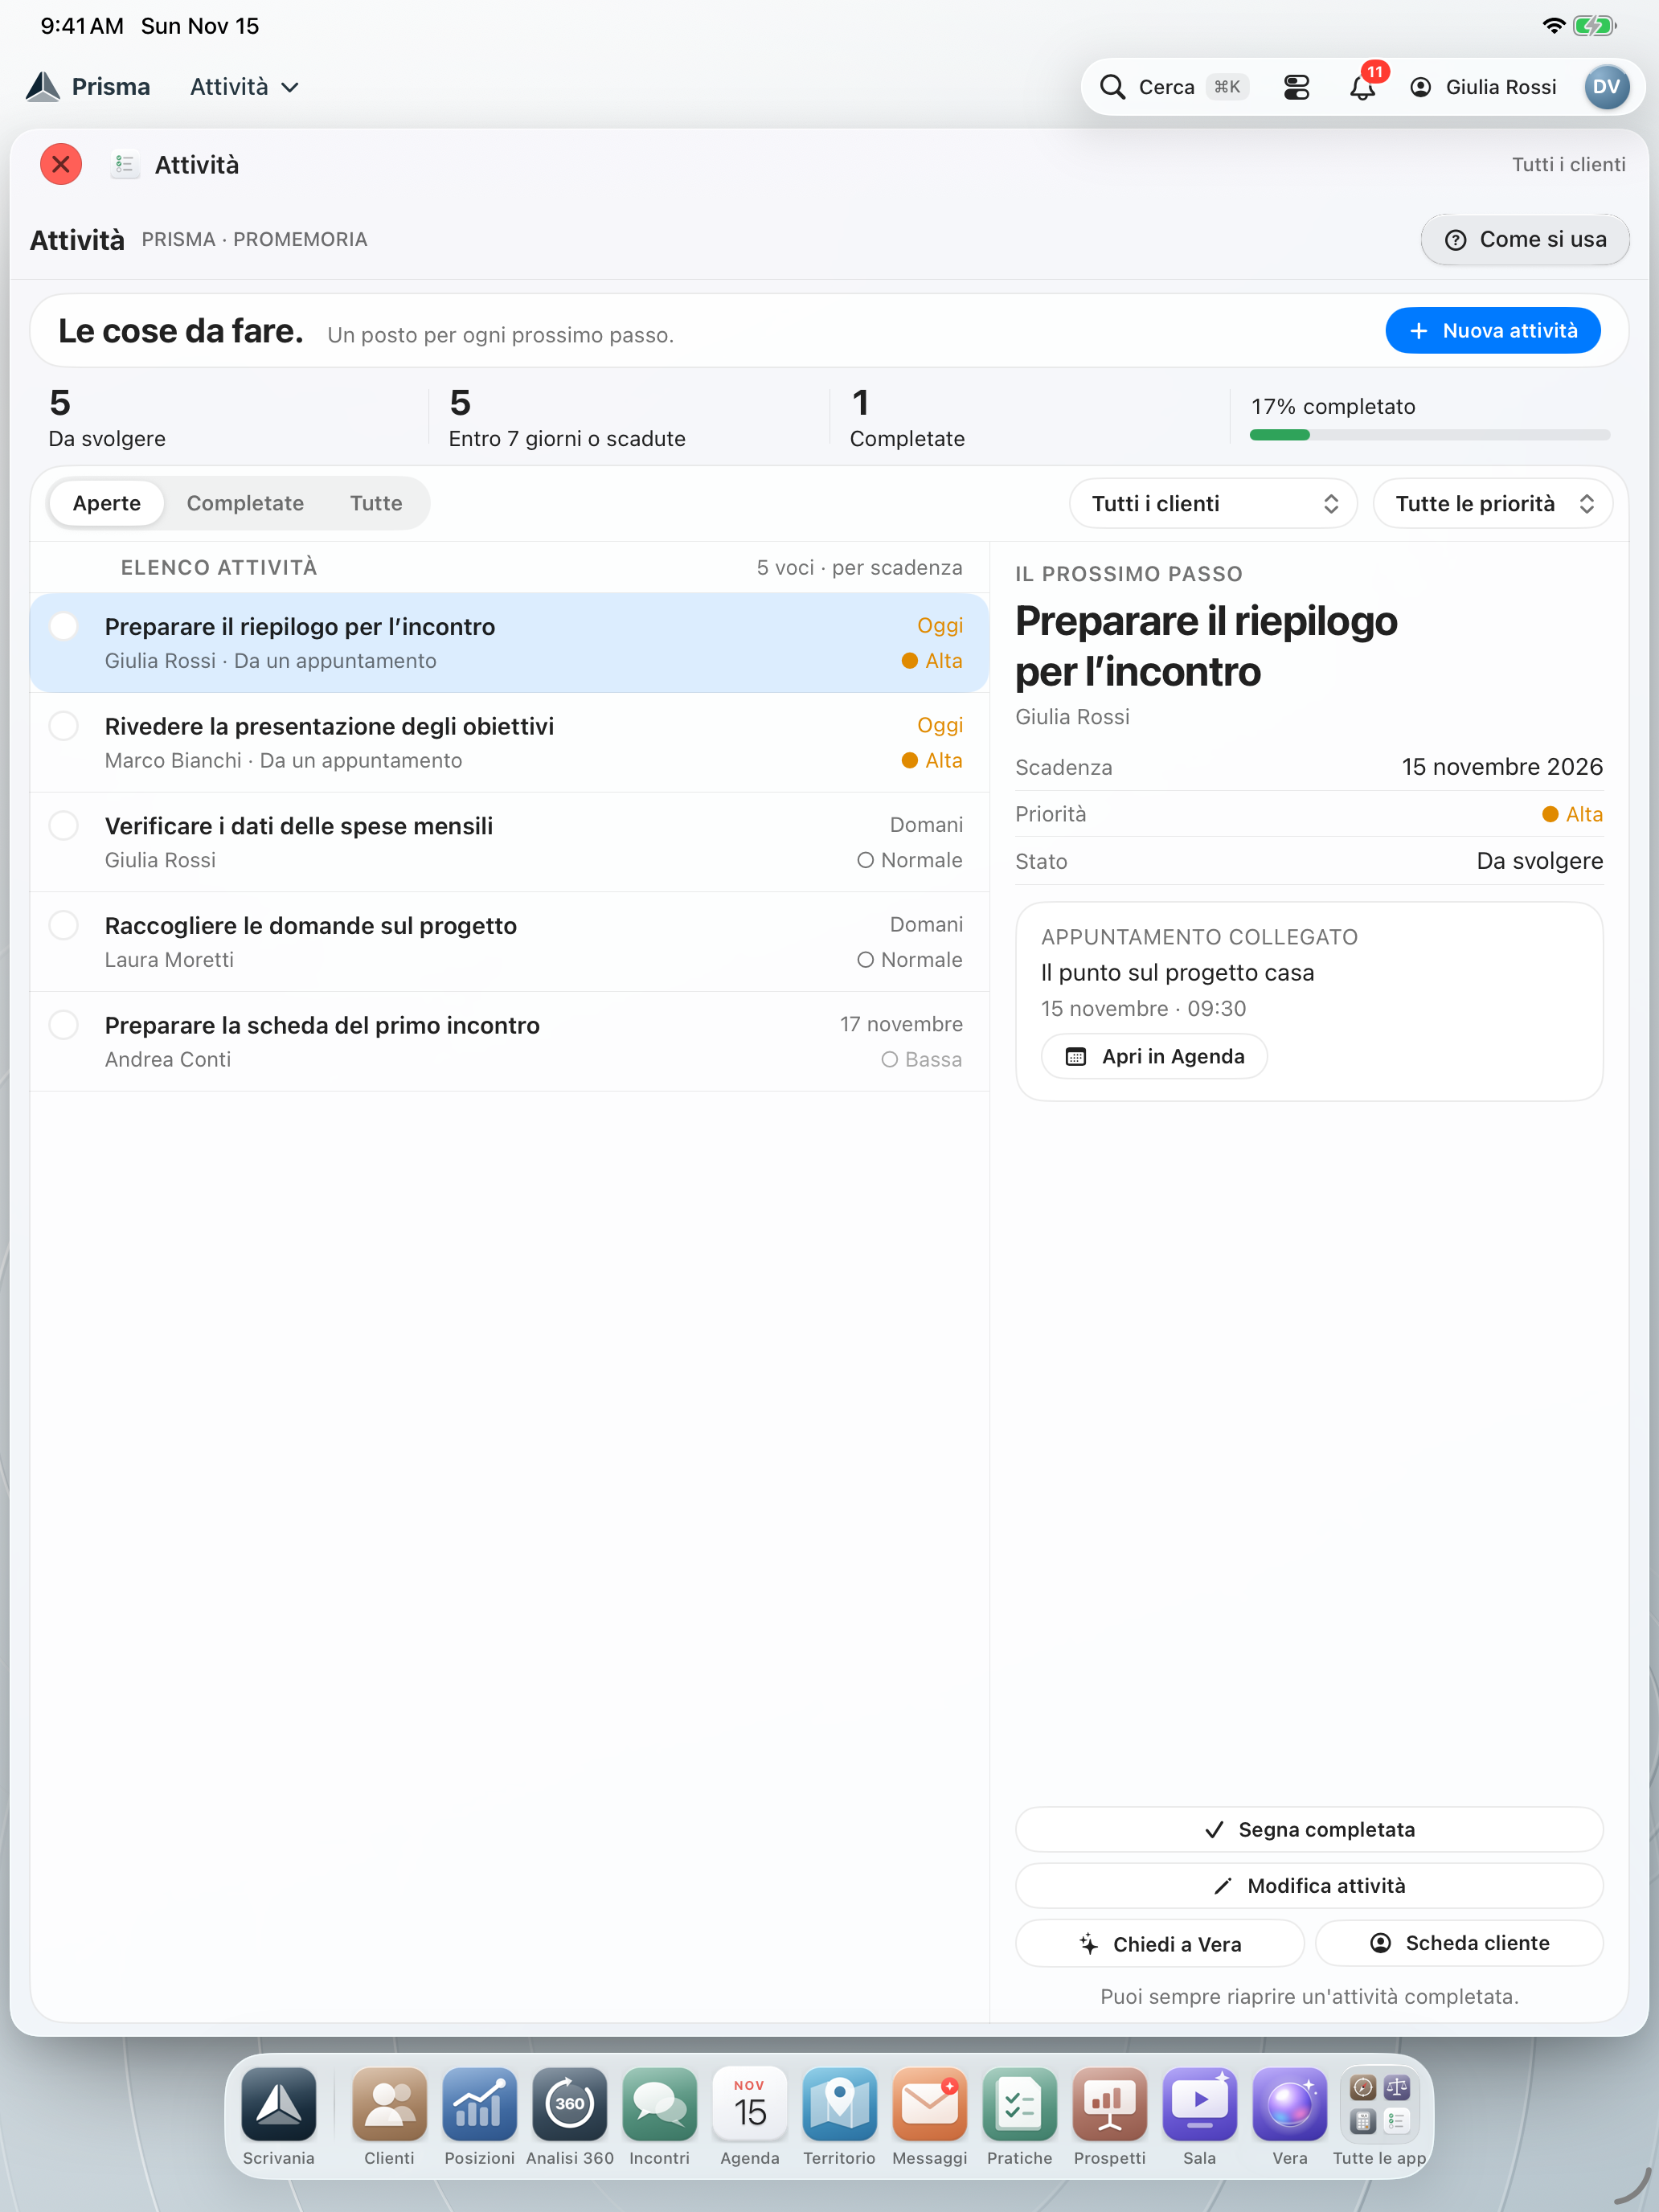 9:41 AM Sun Nov 15
Prisma Attività
Cerca ⌘K 11 Giulia Rossi DV
Attività Tutti i clienti
Attività PRISMA · PROMEMORIA Come si usa
Le cose da fare. Un posto per ogni prossimo passo. Nuova attività
5
Da svolgere
5
Entro 7 giorni o scadute
1
Completate
17% completato
Aperte Completate Tutte Tutti i clienti Tutte le priorità
ELENCO ATTIVITÀ 5 voci · per scadenza
Preparare il riepilogo per l’incontro Oggi
Giulia Rossi · Da un appuntamento Alta
Rivedere la presentazione degli obiettivi Oggi
Marco Bianchi · Da un appuntamento Alta
Verificare i dati delle spese mensili Domani
Giulia Rossi Normale
Raccogliere le domande sul progetto Domani
Laura Moretti Normale
Preparare la scheda del primo incontro 17 novembre
Andrea Conti Bassa
IL PROSSIMO PASSO
Preparare il riepilogo
per l’incontro
Giulia Rossi
Scadenza 15 novembre 2026
Priorità Alta
Stato Da svolgere
APPUNTAMENTO COLLEGATO
Il punto sul progetto casa
15 novembre · 09:30
Apri in Agenda
Segna completata
Modifica attività
Chiedi a Vera Scheda cliente
Puoi sempre riaprire un'attività completata.
360 NOV
15
Scrivania Clienti Posizioni Analisi 360 Incontri Agenda Territorio Messaggi Pratiche Prospetti Sala Vera Tutte le app